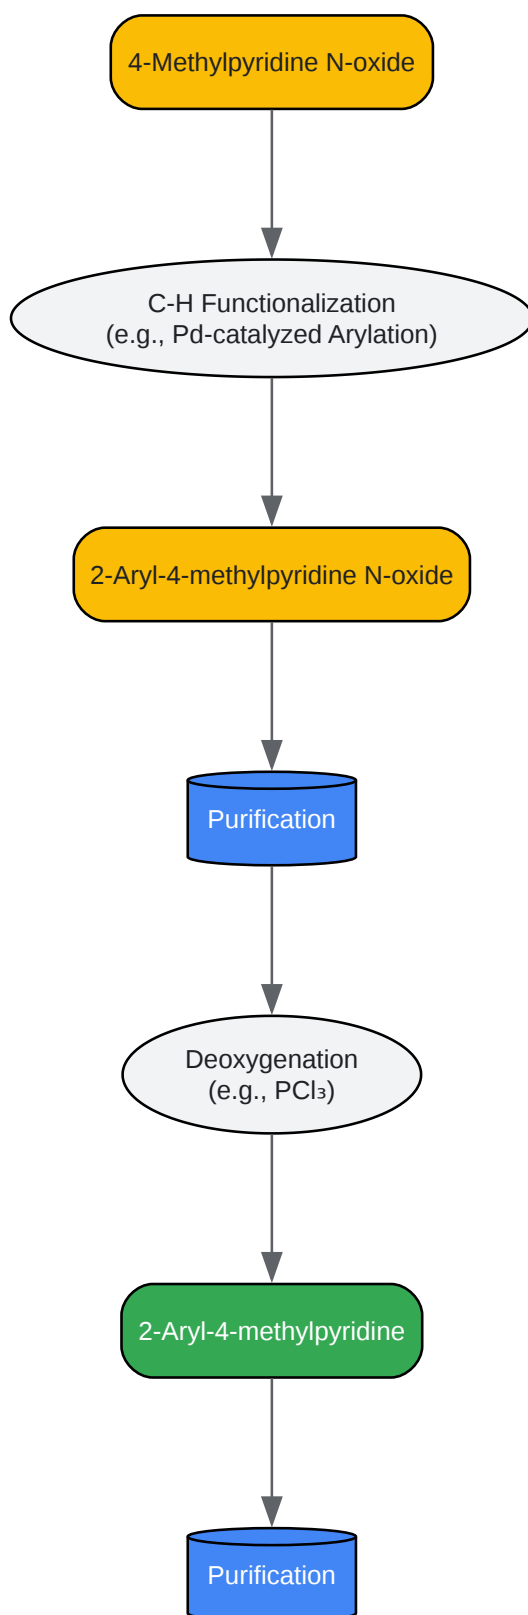 4-Methylpyridine N-oxide
C-H Functionalization
(e.g., Pd-catalyzed Arylation)
2-Aryl-4-methylpyridine N-oxide
Purification
Deoxygenation
(e.g., PCl₃)
2-Aryl-4-methylpyridine
Purification